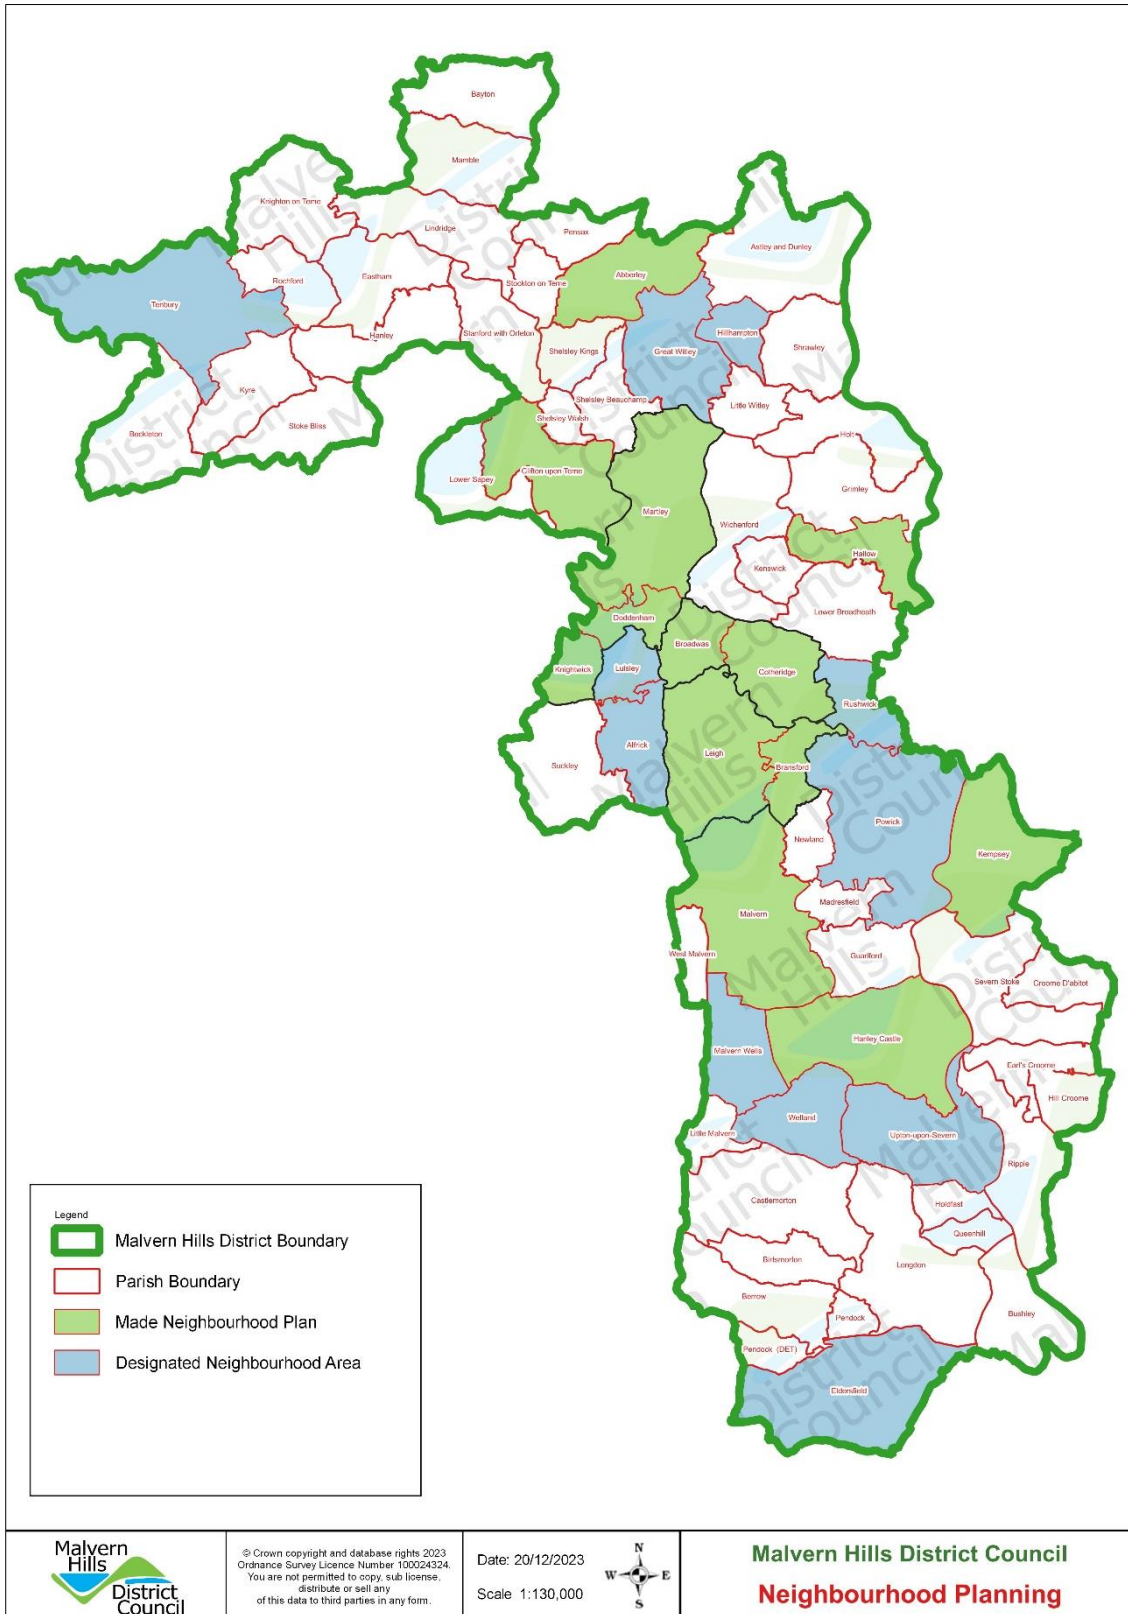 Bayton
Mamble
Knighton on Teme
Lindridge
Pensax
Astley and Dunley
Rochford
Eastham
Stockton on Teme
Abberley
Tenbury
Hanley
Stanford with Orleton
Shelsley Kings
Great Witley
Hillhampton
Shrawley
Kyre
Shelsley Beauchamp
Little Witley
Bockleton
Stoke Bliss
Shelsley Walsh
Holt
Lower Sapey
Clifton upon Teme
Grimley
Martley
Wichenford
Hallow
Kenswick
Lower Broadheath
Doddenham
Broadwas
Knightwick
Lulsley
Cotheridge
Rushwick
Suckley
Alfrick
Leigh
Bransford
Newland
Powick
Kempsey
Madresfield
Malvern
West Malvern
Guarlford
Severn Stoke
Croome D'abitot
Malvern Wells
Hanley Castle
Earl's Croome
Hill Croome
Little Malvern
Welland
Upton-upon-Severn
Ripple
Castlemorton
Holdfast
Queenhill
Birtsmorton
Longdon
Berrow
Pendock
Bushley
Pendock (DET)
Eldersfield
Legend
Malvern Hills District Boundary
Parish Boundary
Made Neighbourhood Plan
Designated Neighbourhood Area
Malvern
Hills
District
Council
© Crown copyright and database rights 2023
Ordnance Survey Licence Number 100024324.
You are not permitted to copy, sub license,
distribute or sell any
of this data to third parties in any form.
Date: 20/12/2023
Scale 1:130,000
N
W E
S
Malvern Hills District Council
Neighbourhood Planning